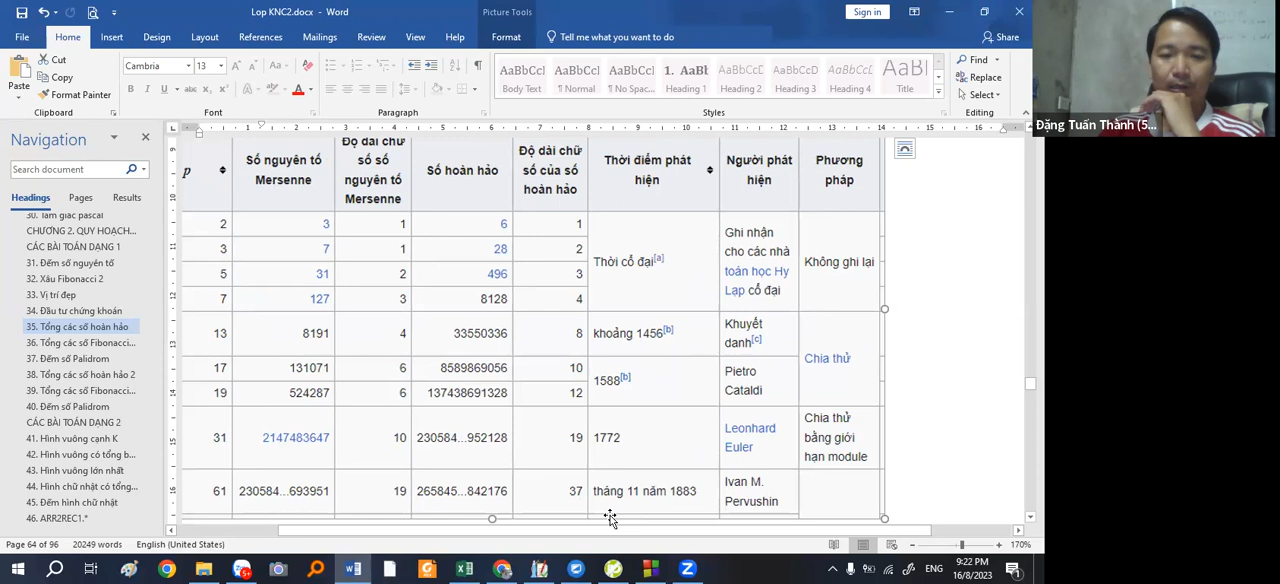 Lop KNC2.docx - Word
Picture Tools
Sign in
File
Home
Insert
Design
Layout
References
Mailings
Review
View
Help
Format
Tell me what you want to do
Share
Paste
Cut
Copy
Format Painter
Clipboard
Cambria
13
Font
Paragraph
AaBbCcl
Body Text
AaBbCcl
¶ Normal
AaBbCcl
¶ No Spac...
1. AaBl
Heading 1
AaBbCcD
Heading 2
AaBbCcD
Heading 3
AaBbCcD
Heading 4
AaBl
Title
Styles
Find
Replace
Select
Editing
Đặng Tuấn Thành (5...
Navigation
Search document
Headings
Pages
Results
30. Tam giác pascal
CHƯƠNG 2. QUY HOẠCH...
CÁC BÀI TOÁN DẠNG 1
31. Đếm số nguyên tố
32. Xâu Fibonacci 2
33. Vị trí đẹp
34. Đầu tư chứng khoán
35. Tổng các số hoàn hảo
36. Tổng các số Fibonacci...
37. Đếm số Palidrom
38. Tổng các số hoàn hảo 2
39. Tổng các số Fibonacci...
40. Đếm số Palidrom
CÁC BÀI TOÁN DẠNG 2
41. Hình vuông cạnh K
42. Hình vuông có tổng b...
43. Hình vuông lớn nhất
44. Hình chữ nhật có tổng...
45. Đếm hình chữ nhật
46. ARR2REC1.*
p
Số nguyên tố Mersenne
Độ dài chữ số số nguyên tố Mersenne
Số hoàn hảo
Độ dài chữ số của số hoàn hảo
Thời điểm phát hiện
Người phát hiện
Phương pháp
2 3 1 6 1
3 7 1 28 2
5 31 2 496 3
7 127 3 8128 4
Thời cổ đại[a]
Ghi nhận cho các nhà toán học Hy Lạp cổ đại
Không ghi lại
13 8191 4 33550336 8 khoảng 1456[b] Khuyết danh[c]
Chia thử
17 131071 6 8589869056 10
19 524287 6 137438691328 12
1588[b]
Pietro Cataldi
31 2147483647 10 230584...952128 19 1772 Leonhard Euler
Chia thử bằng giới hạn module
61 230584...693951 19 265845...842176 37 tháng 11 năm 1883 Ivan M. Pervushin
Page 64 of 96
20249 words
English (United States)
170%
ENG
9:22 PM
16/8/2023